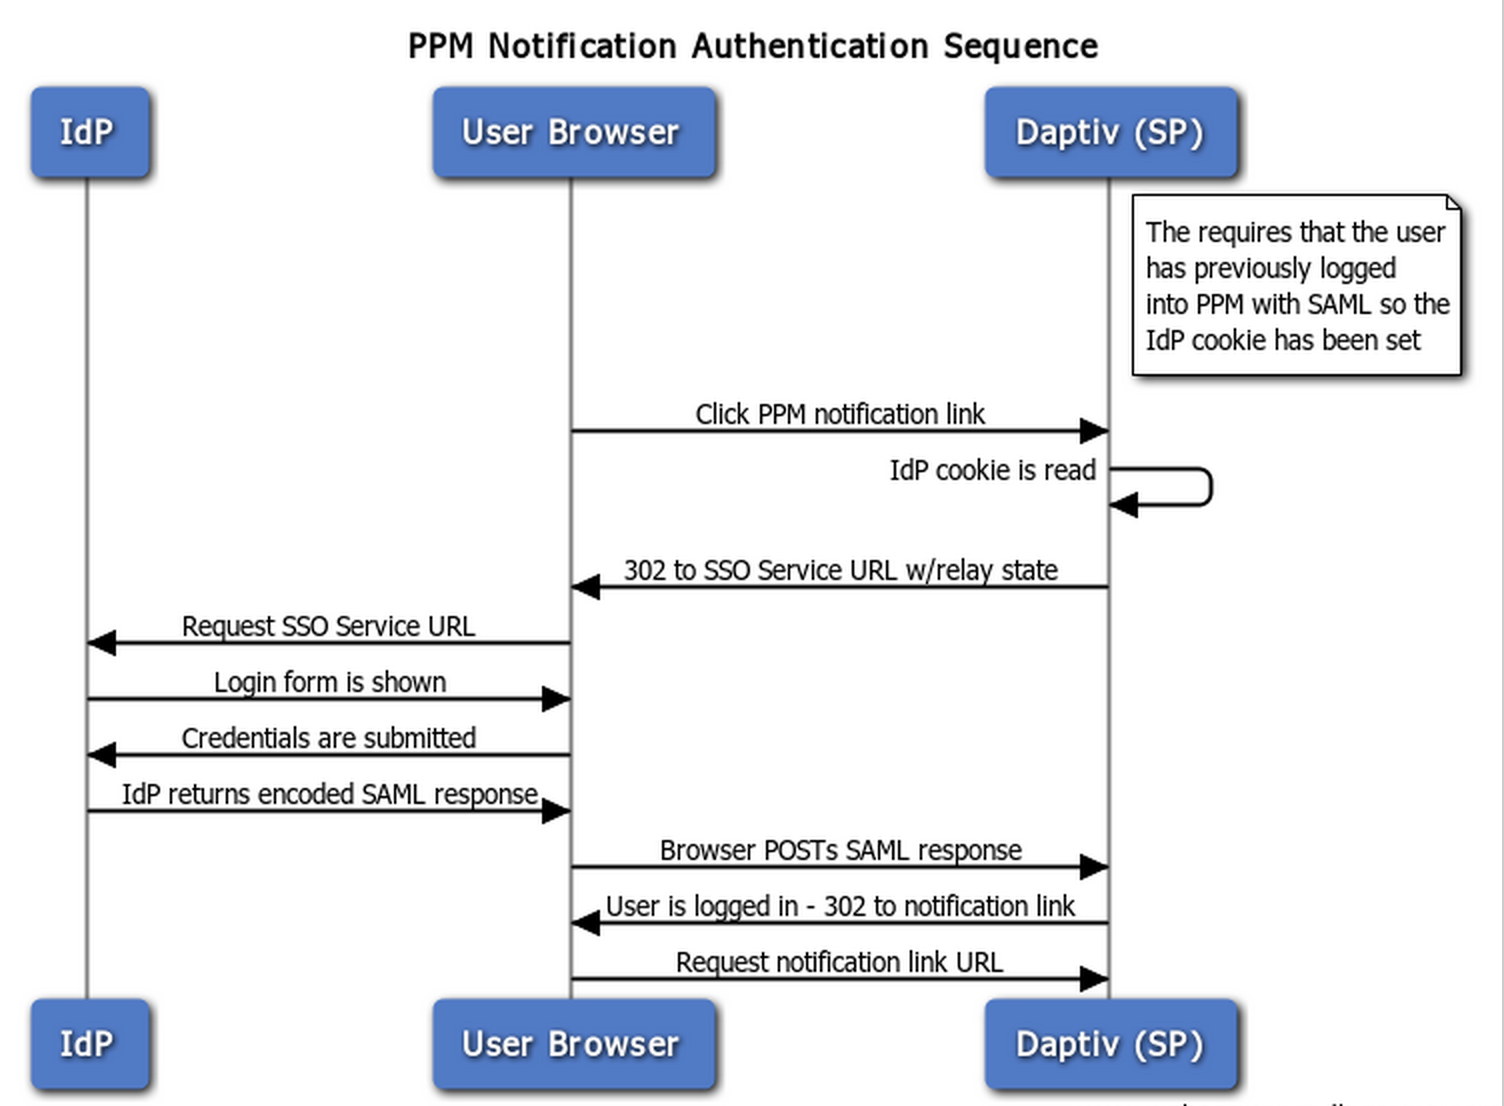 PPM Notification Authentication Sequence
IdP
User Browser
Daptiv (SP)
The requires that the user
has previously logged
into PPM with SAML so the
IdP cookie has been set
Click PPM notification link
IdP cookie is read
302 to SSO Service URL w/relay state
Request SSO Service URL
Login form is shown
Credentials are submitted
IdP returns encoded SAML response
Browser POSTs SAML response
User is logged in - 302 to notification link
Request notification link URL
IdP
User Browser
Daptiv (SP)